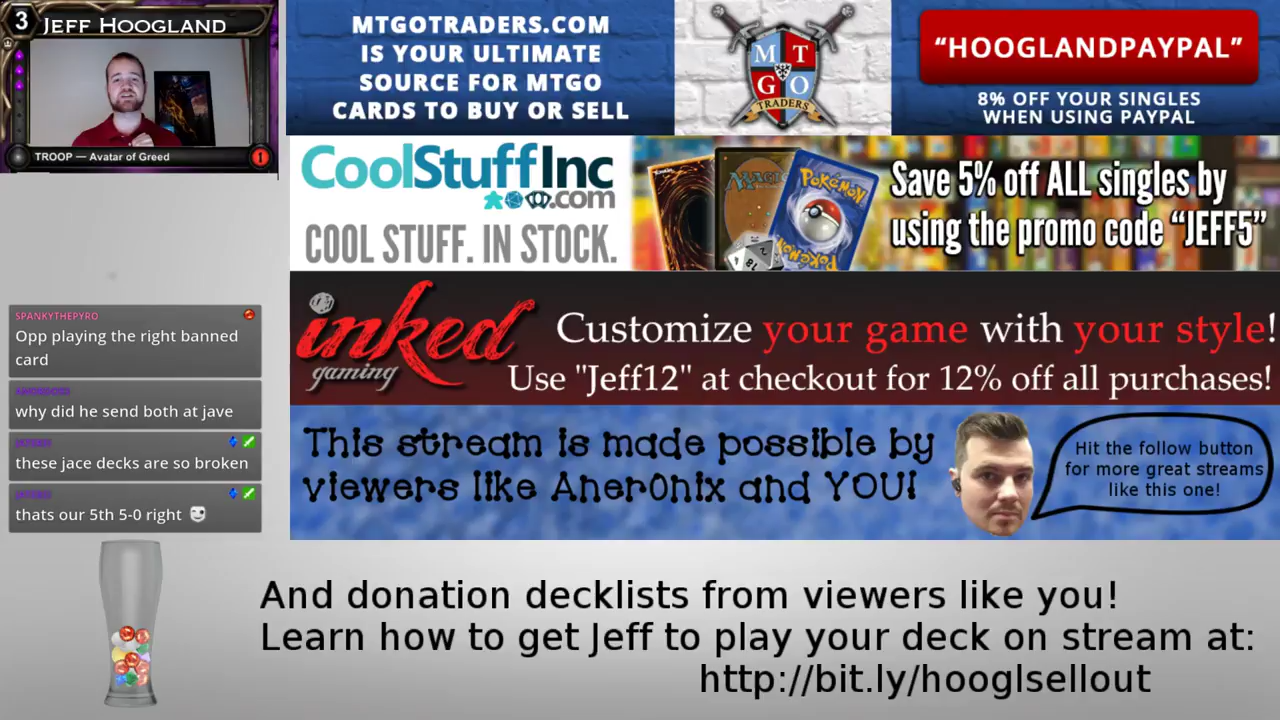 3 JEFF HOOGLAND
TROOP — Avatar of Greed
1
MTGOTRADERS.COM
IS YOUR ULTIMATE
SOURCE FOR MTGO
CARDS TO BUY OR SELL
M T
G O
TRADERS
“HOOGLANDPAYPAL”
8% OFF YOUR SINGLES
WHEN USING PAYPAL
CoolStuffInc
.com
COOL STUFF. IN STOCK.
MAGIC
POKéMON
Save 5% off ALL singles by
using the promo code “JEFF5”
inked
gaming
Customize your game with your style!
Use "Jeff12" at checkout for 12% off all purchases!
This stream is made possible by
viewers like Aner0nix and YOU!
Hit the follow button
for more great streams
like this one!
SPANKYTHEPYRO
Opp playing the right banned
card
why did he send both at jave
these jace decks are so broken
thats our 5th 5-0 right
And donation decklists from viewers like you!
Learn how to get Jeff to play your deck on stream at:
http://bit.ly/hooglsellout